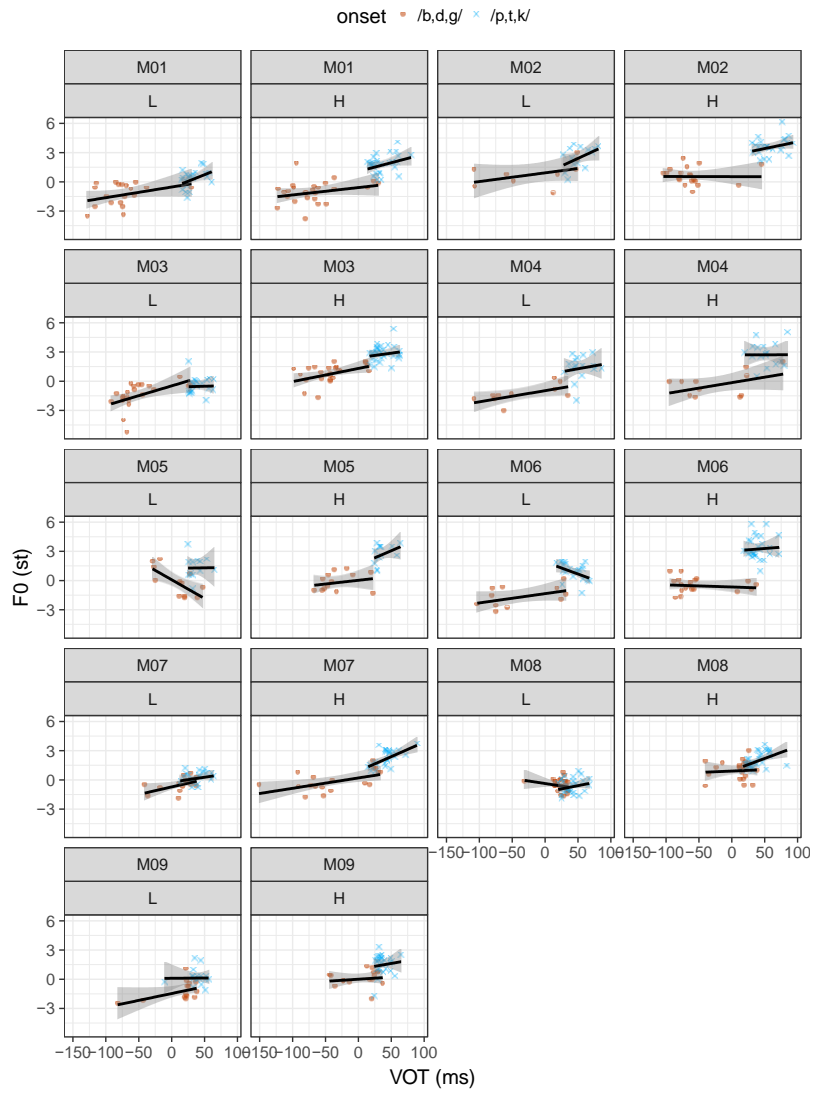 onset /b,d,g/ /p,t,k/
M01 M01 M02 M02
L H L H
6
3
0
−3
M03 M03 M04 M04
L H L H
6
3
0
−3
M05 M05 M06 M06
L H L H
6
3
0
−3
F0 (st)
M07 M07 M08 M08
L H L H
6
3
0
−3
−150−100−50 0 50 100−150−100−50 0 50 100
M09 M09
L H
6
3
0
−3
−150−100−50 0 50 100−150−100−50 0 50 100
VOT (ms)